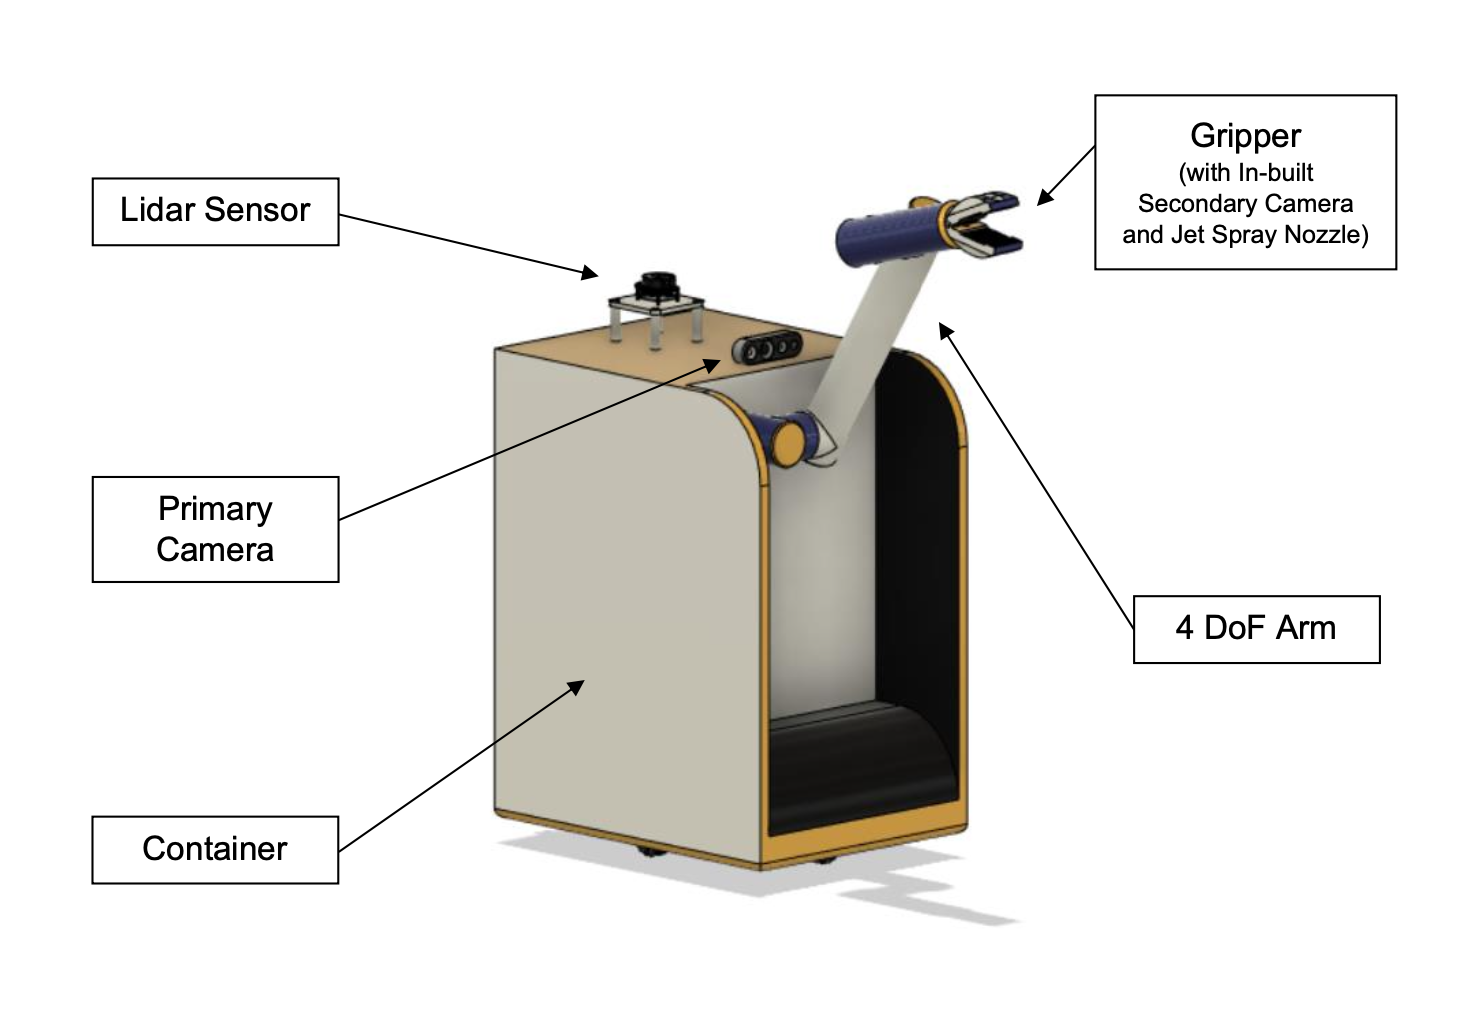 Gripper
(with In-built
Secondary Camera
and Jet Spray Nozzle)
Lidar Sensor
Primary
Camera
4 DoF Arm
Container